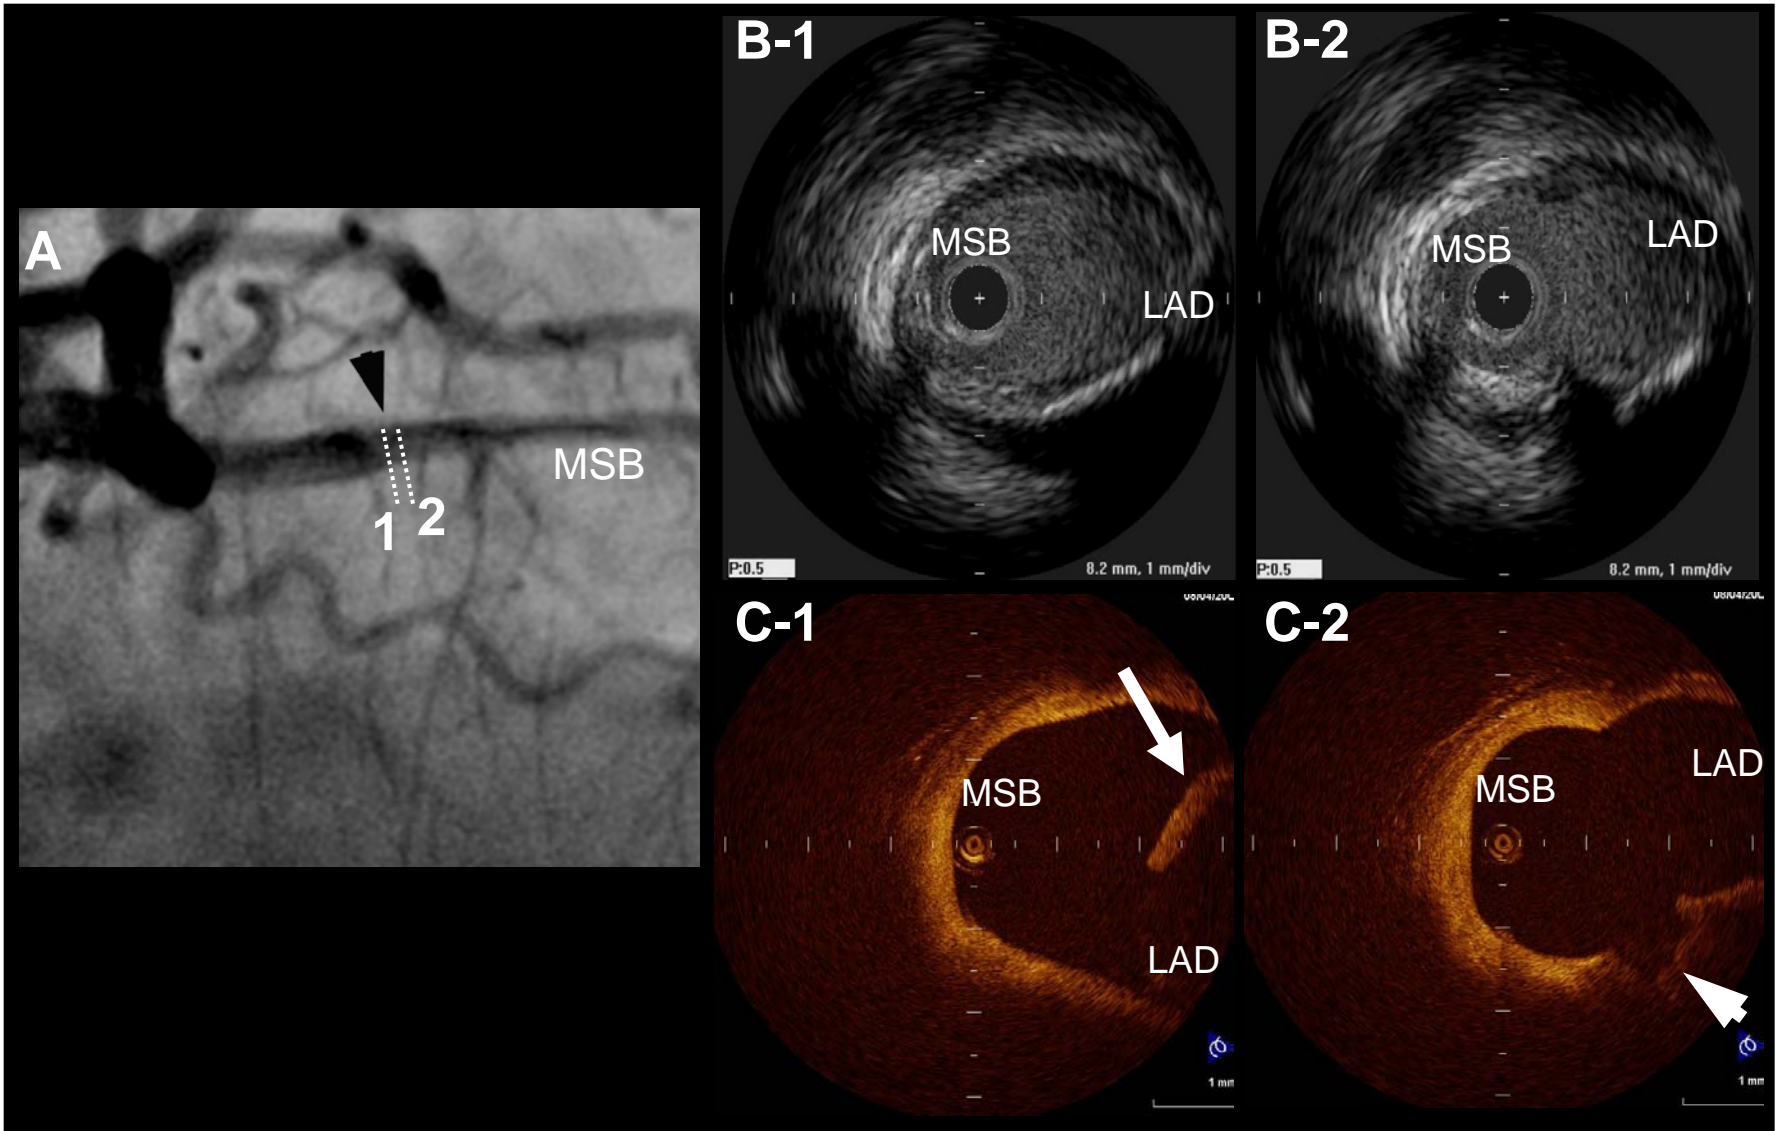 A
MSB
1
2
B-1
MSB
LAD
P:0.5
8.2 mm, 1 mm/div
B-2
MSB
LAD
P:0.5
8.2 mm, 1 mm/div
C-1
MSB
LAD
1 mm
C-2
MSB
LAD
1 mm